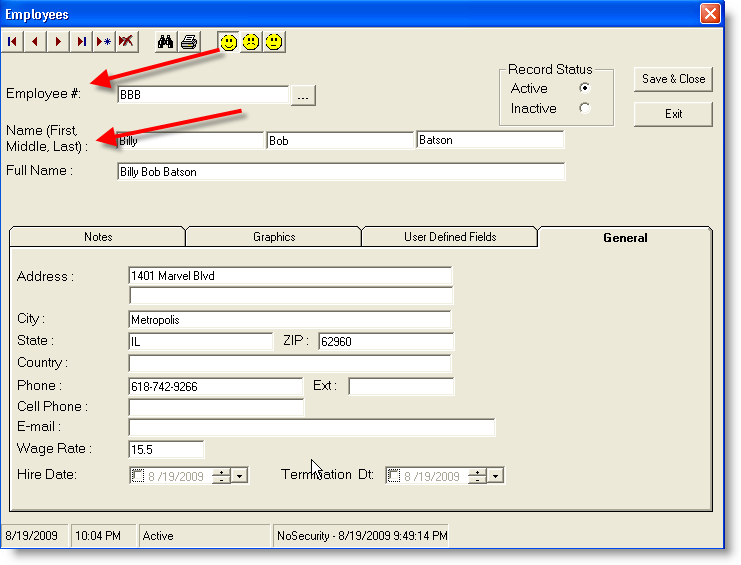 Employees
Employee #: BBB ...
Record Status
Active
Inactive
Save & Close
Exit
Name (First,
Middle, Last) : Billy Bob Batson
Full Name : Billy Bob Batson
Notes Graphics User Defined Fields General
Address : 1401 Marvel Blvd
City : Metropolis
State : IL ZIP : 62960
Country :
Phone : 618-742-9266 Ext :
Cell Phone :
E-mail :
Wage Rate : 15.5
Hire Date: 8 /19/2009 Termination Dt: 8 /19/2009
8/19/2009 10:04 PM Active NoSecurity - 8/19/2009 9:49:14 PM